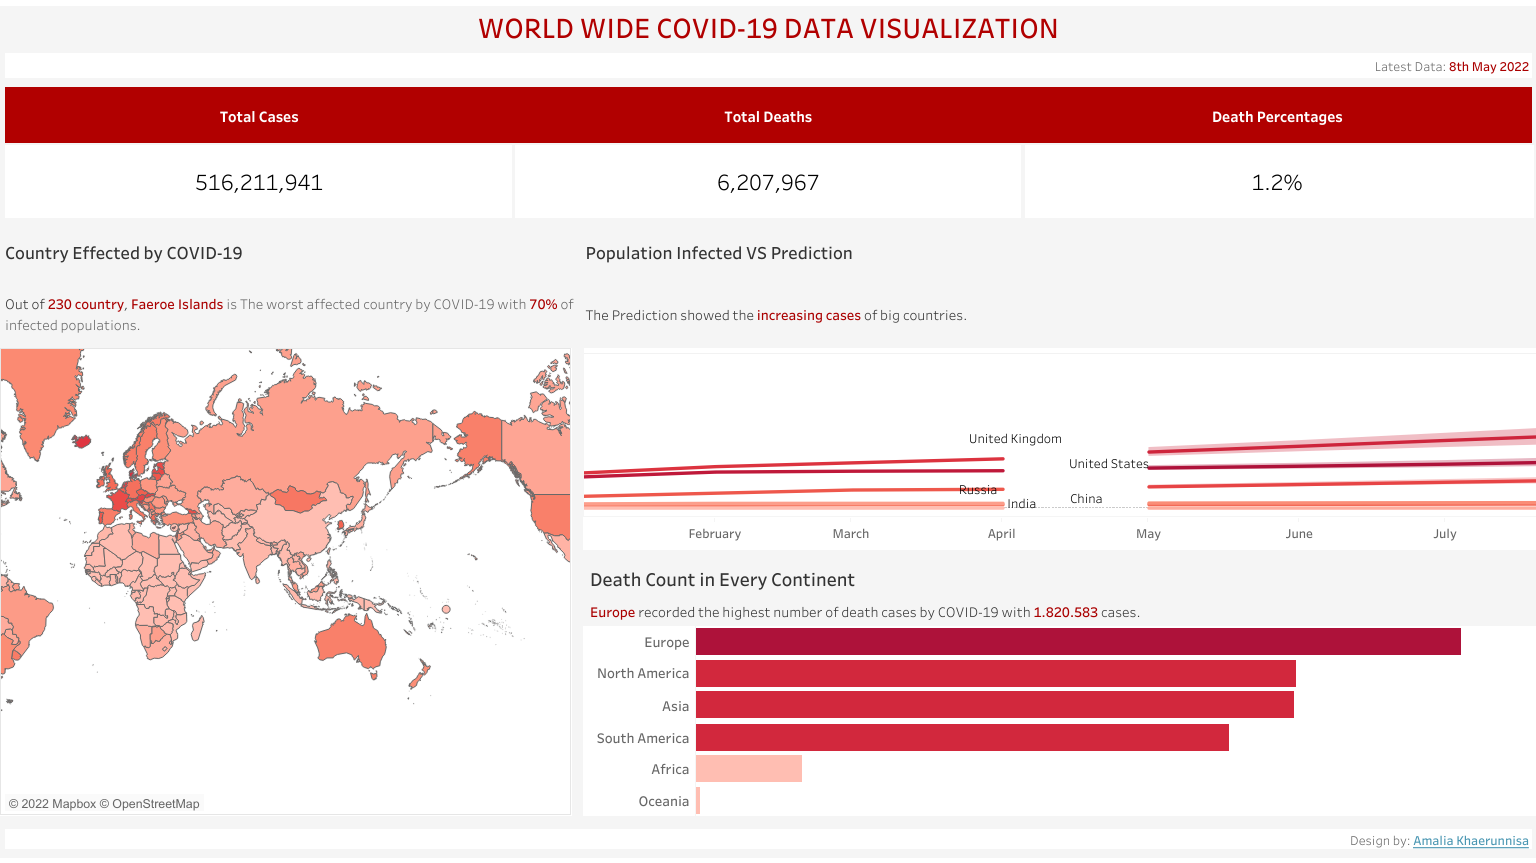 WORLD WIDE COVID-19 DATA VISUALIZATION
Latest Data: 8th May 2022
Total Cases
Total Deaths
Death Percentages
516,211,941
6,207,967
1.2%
Country Effected by COVID-19
Out of 230 country, Faeroe Islands is The worst affected country by COVID-19 with 70% of
infected populations.
© 2022 Mapbox © OpenStreetMap
Population Infected VS Prediction
The Prediction showed the increasing cases of big countries.
United Kingdom
United States
Russia
China
India
February
March
April
May
June
July
Death Count in Every Continent
Europe recorded the highest number of death cases by COVID-19 with 1.820.583 cases.
Europe
North America
Asia
South America
Africa
Oceania
Design by: Amalia Khaerunnisa